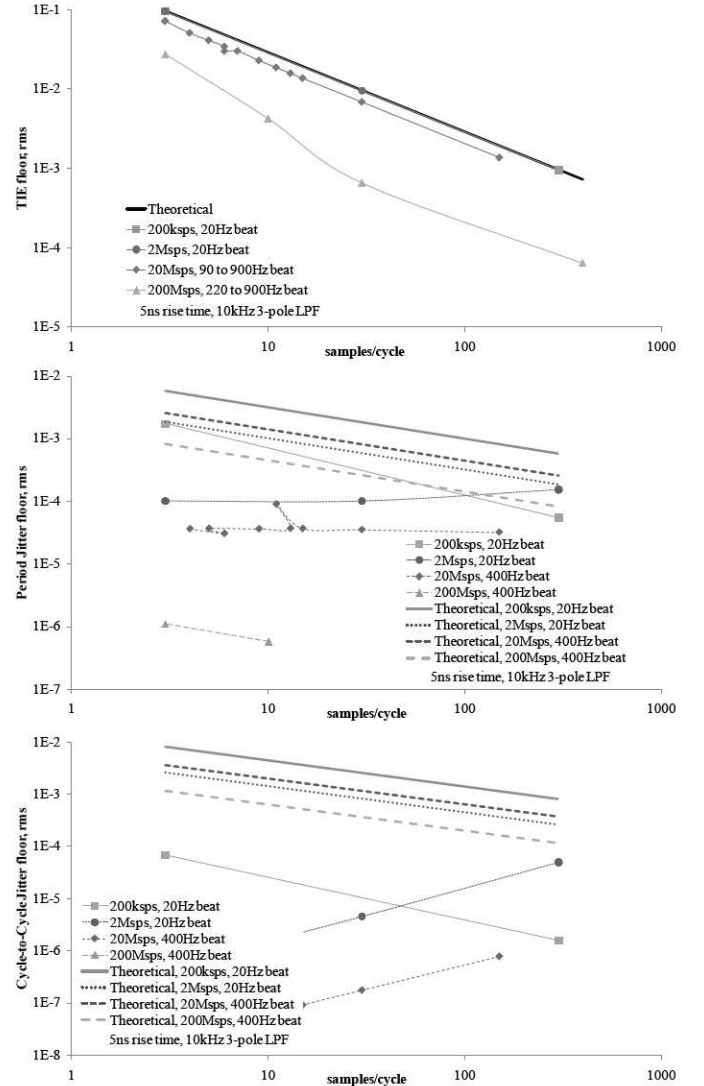 1E-1
1E-2
1E-3
1E-4
1E-5
TIE floor, rms
Theoretical
200ksps, 20Hz beat
2Msps, 20Hz beat
20Msps, 90 to 900Hz beat
200Msps, 220 to 900Hz beat
5ns rise time, 10kHz 3-pole LPF
1 10 100 1000
samples/cycle
1E-2
1E-3
1E-4
1E-5
1E-6
1E-7
Period Jitter floor, rms
200ksps, 20Hz beat
2Msps, 20Hz beat
20Msps, 400Hz beat
200Msps, 400Hz beat
Theoretical, 200ksps, 20Hz beat
Theoretical, 2Msps, 20Hz beat
Theoretical, 20Msps, 400Hz beat
Theoretical, 200Msps, 400Hz beat
5ns rise time, 10kHz 3-pole LPF
1 10 100 1000
samples/cycle
1E-2
1E-3
1E-4
1E-5
1E-6
1E-7
1E-8
Cycle-to-Cycle Jitter floor, rms
200ksps, 20Hz beat
2Msps, 20Hz beat
20Msps, 400Hz beat
200Msps, 400Hz beat
Theoretical, 200ksps, 20Hz beat
Theoretical, 2Msps, 20Hz beat
Theoretical, 20Msps, 400Hz beat
Theoretical, 200Msps, 400Hz beat
5ns rise time, 10kHz 3-pole LPF
1 10 100 1000
samples/cycle